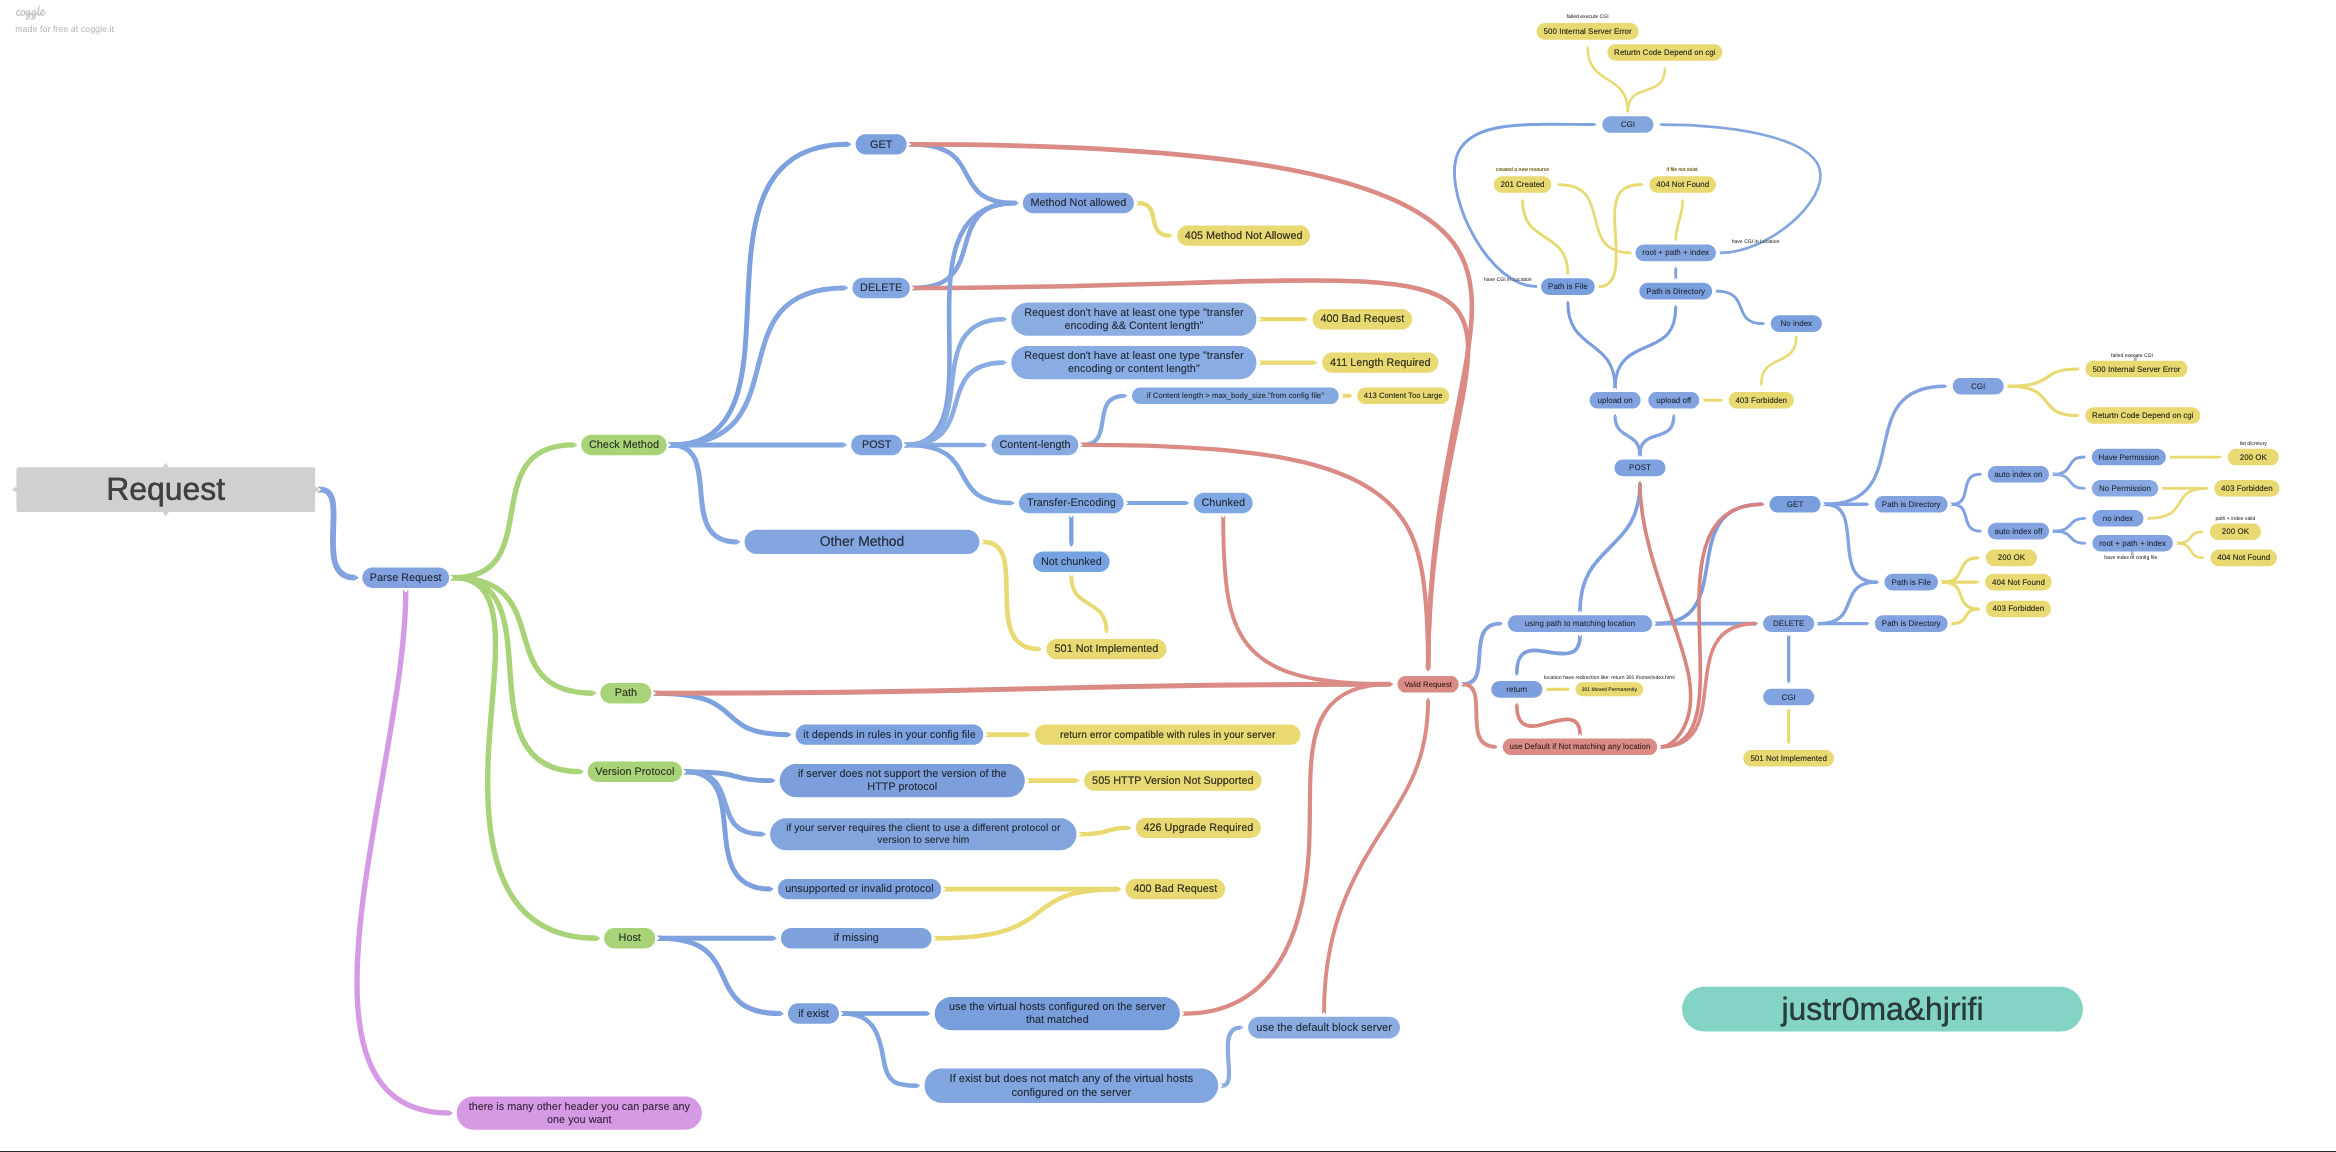 coggle
made for free at coggle.it
Request
Parse Request
Check Method
GET
Method Not allowed
405 Method Not Allowed
DELETE
Request don't have at least one type "transfer
encoding && Content length"
400 Bad Request
Request don't have at least one type "transfer
encoding or content length"
411 Length Required
if Content length > max_body_size."from config file"
413 Content Too Large
POST
Content-length
Transfer-Encoding
Chunked
Other Method
Not chunked
501 Not Implemented
Path
it depends in rules in your config file
return error compatible with rules in your server
Version Protocol
if server does not support the version of the
HTTP protocol
505 HTTP Version Not Supported
if your server requires the client to use a different protocol or
version to serve him
426 Upgrade Required
unsupported or invalid protocol
400 Bad Request
Host
if missing
if exist
use the virtual hosts configured on the server
that matched
use the default block server
If exist but does not match any of the virtual hosts
configured on the server
there is many other header you can parse any
one you want
Valid Request
failed execute CGI
500 Internal Server Error
Returtn Code Depend on cgi
CGI
created a new resource
201 Created
if file not exist.
404 Not Found
have CGI in Location
root + path + index
have CGI in Location
Path is File
Path is Directory
No index
upload on
upload off
403 Forbidden
POST
using path to matching location
return
location have redirection like: return 301 /home/index.html
301 Moved Permanently
use Default if Not matching any location
GET
DELETE
CGI
501 Not Implemented
CGI
failed execute CGI
500 Internal Server Error
Returtn Code Depend on cgi
Path is Directory
auto index on
Have Permission
list dicretory
200 OK
No Permission
403 Forbidden
auto index off
no index
root + path + index
have index in config file
path + index valid
200 OK
404 Not Found
Path is File
200 OK
404 Not Found
403 Forbidden
Path is Directory
justr0ma&hjrifi